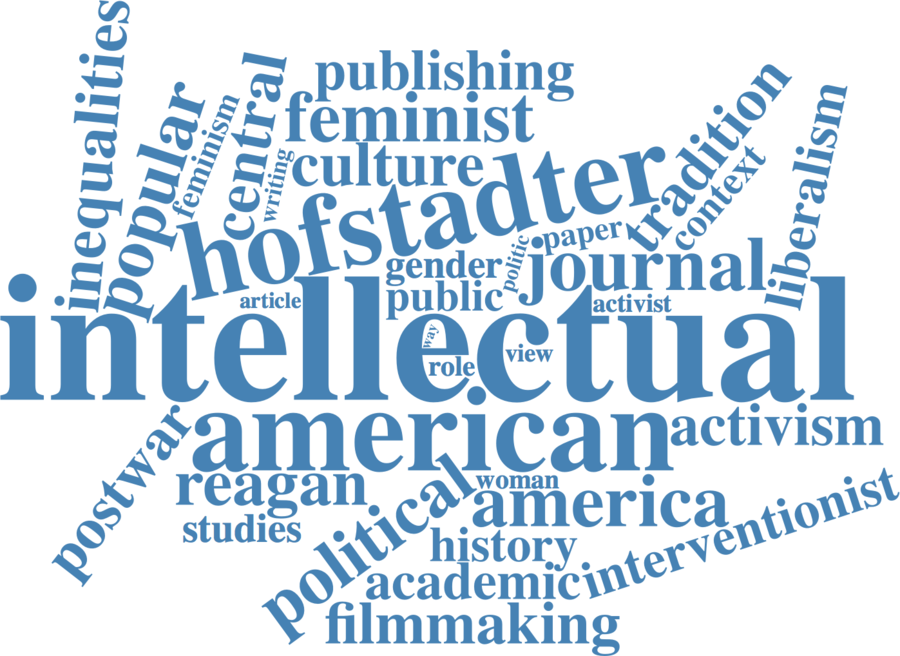 inequalities
popular
feminism
central
writing
publishing
feminist
culture
hofstadter
tradition
context
liberalism
paper
politic
gender
journal
public
article
activist
intellectual
way
role
view
american
activism
postwar
reagan
studies
political
woman
america
history
interventionist
academic
filmmaking